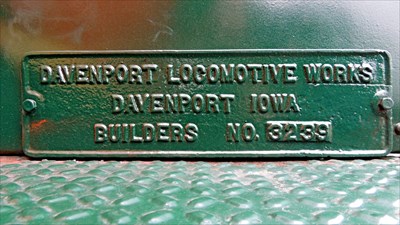 DAVENPORT LOCOMOTIVE WORKS
DAVENPORT IOWA
BUILDERS NO. 3239